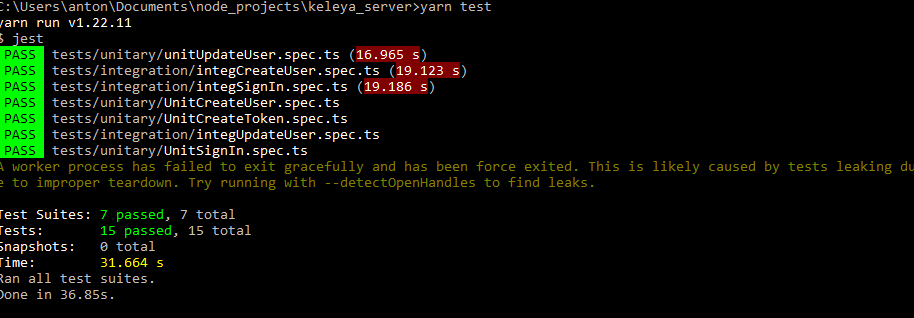 C:\Users\anton\Documents\node_projects\keleya_server>yarn test
yarn run v1.22.11
$ jest
PASS tests/unitary/unitUpdateUser.spec.ts (16.965 s)
PASS tests/integration/integCreateUser.spec.ts (19.123 s)
PASS tests/integration/integSignIn.spec.ts (19.186 s)
PASS tests/unitary/UnitCreateUser.spec.ts
PASS tests/unitary/UnitCreateToken.spec.ts
PASS tests/integration/integUpdateUser.spec.ts
PASS tests/unitary/UnitSignIn.spec.ts
A worker process has failed to exit gracefully and has been force exited. This is likely caused by tests leaking du
e to improper teardown. Try running with --detectOpenHandles to find leaks.
Test Suites: 7 passed, 7 total
Tests: 15 passed, 15 total
Snapshots: 0 total
Time: 31.664 s
Ran all test suites.
Done in 36.85s.